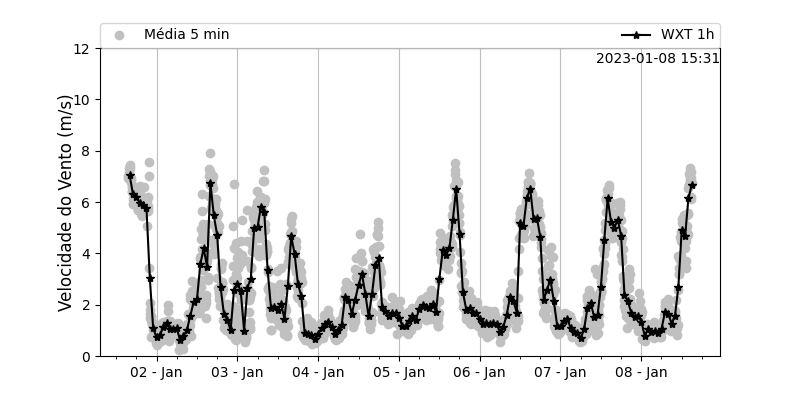 Média 5 min
WXT 1h
2023-01-08 15:31
Velocidade do Vento (m/s)
12
10
8
6
4
2
0
02 - Jan
03 - Jan
04 - Jan
05 - Jan
06 - Jan
07 - Jan
08 - Jan